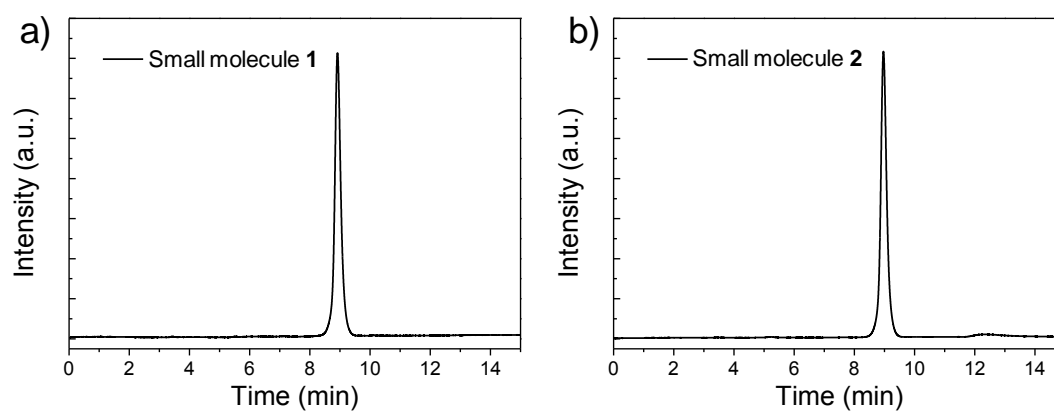 a)
Small molecule 1
Intensity (a.u.)
0 2 4 6 8 10 12 14
Time (min)
b)
Small molecule 2
Intensity (a.u.)
0 2 4 6 8 10 12 14
Time (min)